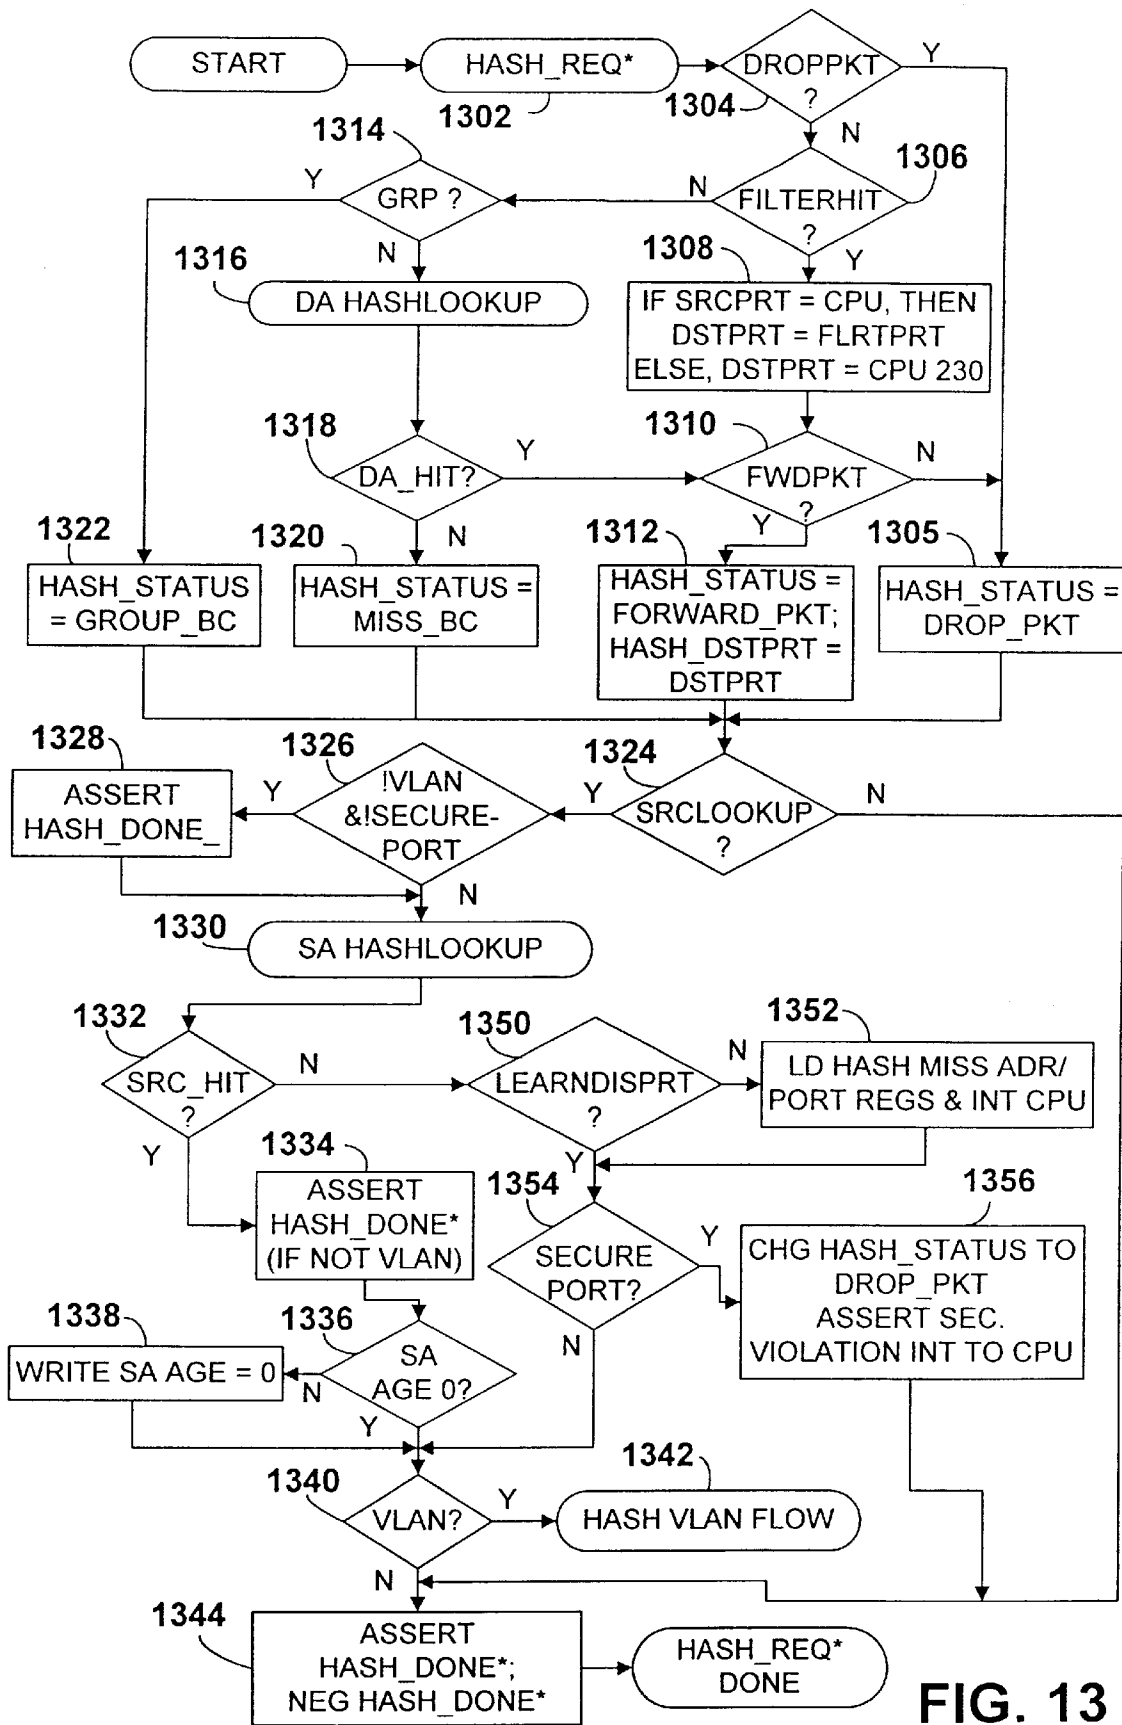 START
HASH_REQ*
1302
DROPPKT
?
1304
Y
N
1314
GRP ?
Y
N
FILTERHIT
?
1306
N
Y
1316
DA HASHLOOKUP
1308
IF SRCPRT = CPU, THEN
DSTPRT = FLRTPRT
ELSE, DSTPRT = CPU 230
1318
DA_HIT?
Y
N
1310
FWDPKT
?
N
Y
1322
HASH_STATUS
= GROUP_BC
1320
HASH_STATUS =
MISS_BC
1312
HASH_STATUS =
FORWARD_PKT;
HASH_DSTPRT =
DSTPRT
1305
HASH_STATUS =
DROP_PKT
1328
ASSERT
HASH_DONE_
1326
!VLAN
&!SECURE-
PORT
Y
N
1324
SRCLOOKUP
?
Y
N
1330
SA HASHLOOKUP
1332
SRC_HIT
?
N
Y
1350
LEARNDISPRT
?
N
Y
1352
LD HASH MISS ADR/
PORT REGS & INT CPU
1334
ASSERT
HASH_DONE*
(IF NOT VLAN)
1354
SECURE
PORT?
Y
N
1356
CHG HASH_STATUS TO
DROP_PKT
ASSERT SEC.
VIOLATION INT TO CPU
1338
WRITE SA AGE = 0
1336
SA
AGE 0?
N
Y
1340
VLAN?
Y
N
1342
HASH VLAN FLOW
1344
ASSERT
HASH_DONE*;
NEG HASH_DONE*
HASH_REQ*
DONE
FIG. 13